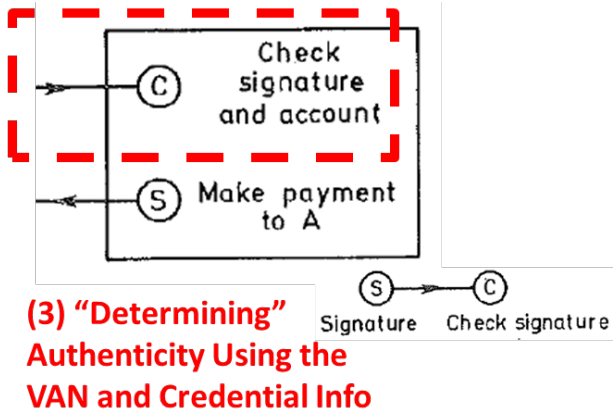 C
Check
signature
and account
S
Make payment
to A
S
C
Signature
Check signature
(3) “Determining”
Authenticity Using the
VAN and Credential Info